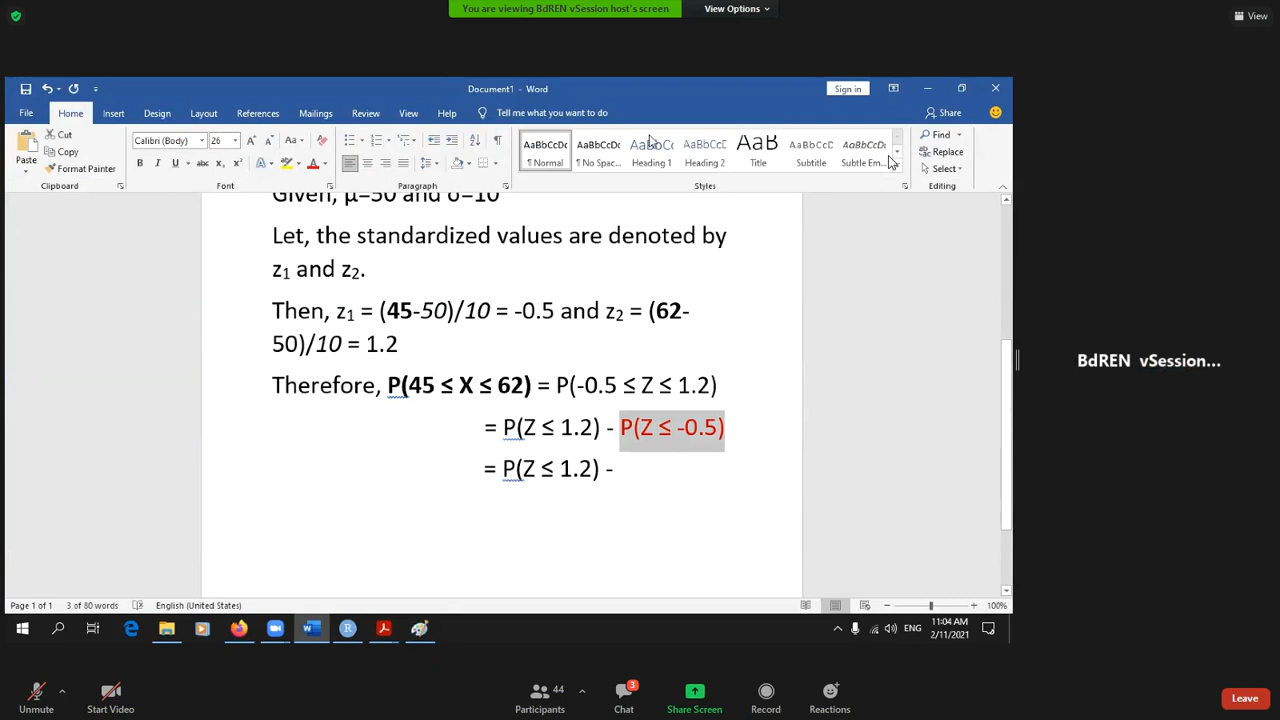 You are viewing BdREN vSession host's screen View Options
View
Document1 - Word Sign in
File Home Insert Design Layout References Mailings Review View Help Tell me what you want to do Share
Cut
Copy
Format Painter
Paste
Clipboard
Calibri (Body) 26
Font
Paragraph
AaBbCcDc AaBbCcDc AaBbCc AaBbCcD AaB AaBbCcD AaBbCcDc
¶ Normal ¶ No Spac... Heading 1 Heading 2 Title Subtitle Subtle Em...
Styles
Find
Replace
Select
Editing
Given, μ=50 and σ=10
Let, the standardized values are denoted by
z₁ and z₂.
Then, z₁ = (45-50)/10 = -0.5 and z₂ = (62-
50)/10 = 1.2
Therefore, P(45 ≤ X ≤ 62) = P(-0.5 ≤ Z ≤ 1.2)
= P(Z ≤ 1.2) - P(Z ≤ -0.5)
= P(Z ≤ 1.2) -
BdREN vSession...
Page 1 of 1 3 of 80 words English (United States) 100%
ENG 11:04 AM
2/11/2021
Unmute Start Video 44 Participants 3 Chat Share Screen Record Reactions Leave